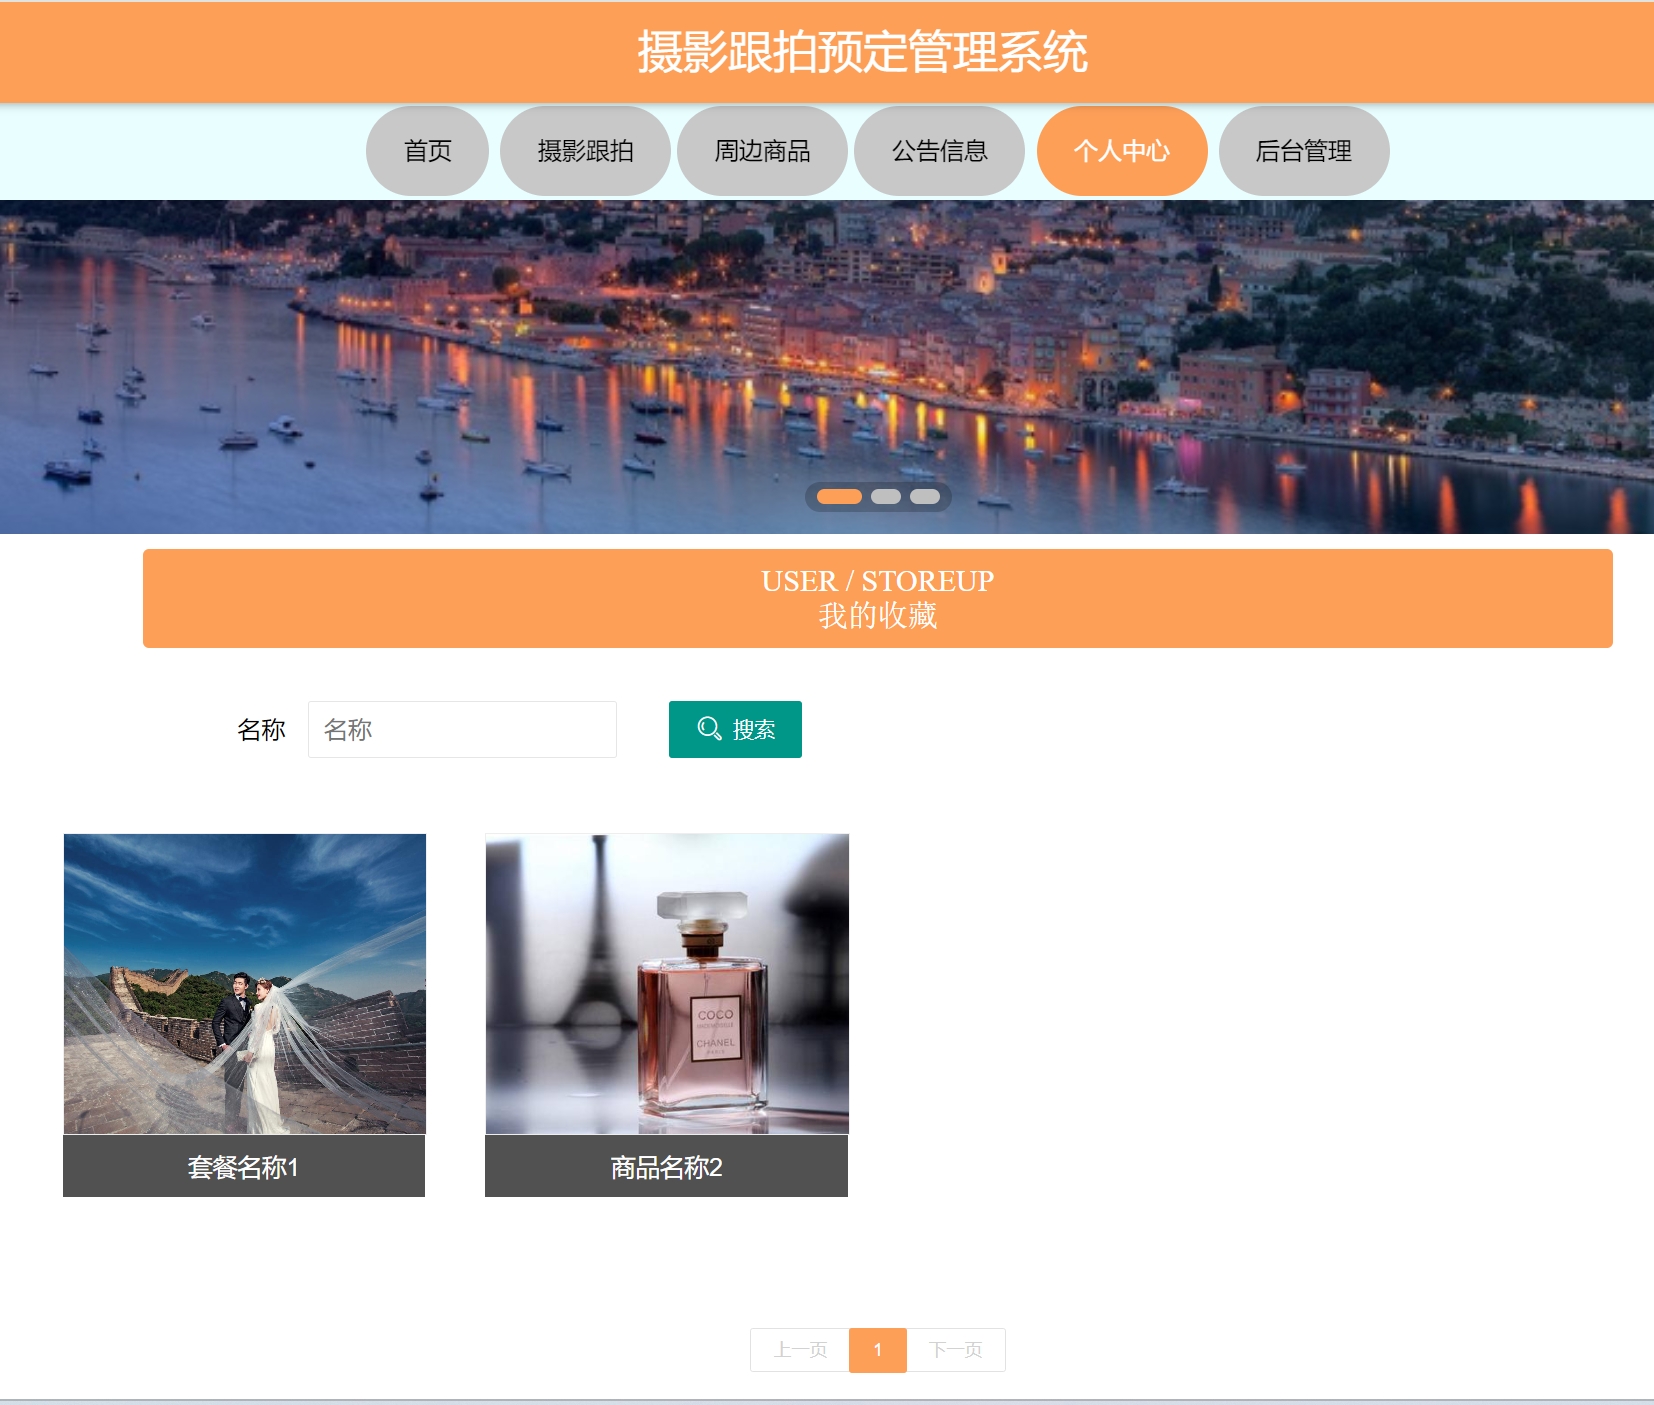 摄影跟拍预定管理系统
首页 摄影跟拍 周边商品 公告信息 个人中心 后台管理
USER / STOREUP
我的收藏
名称 名称 搜索
COCO
CHANEL
PARIS
套餐名称1 商品名称2
上一页 1 下一页